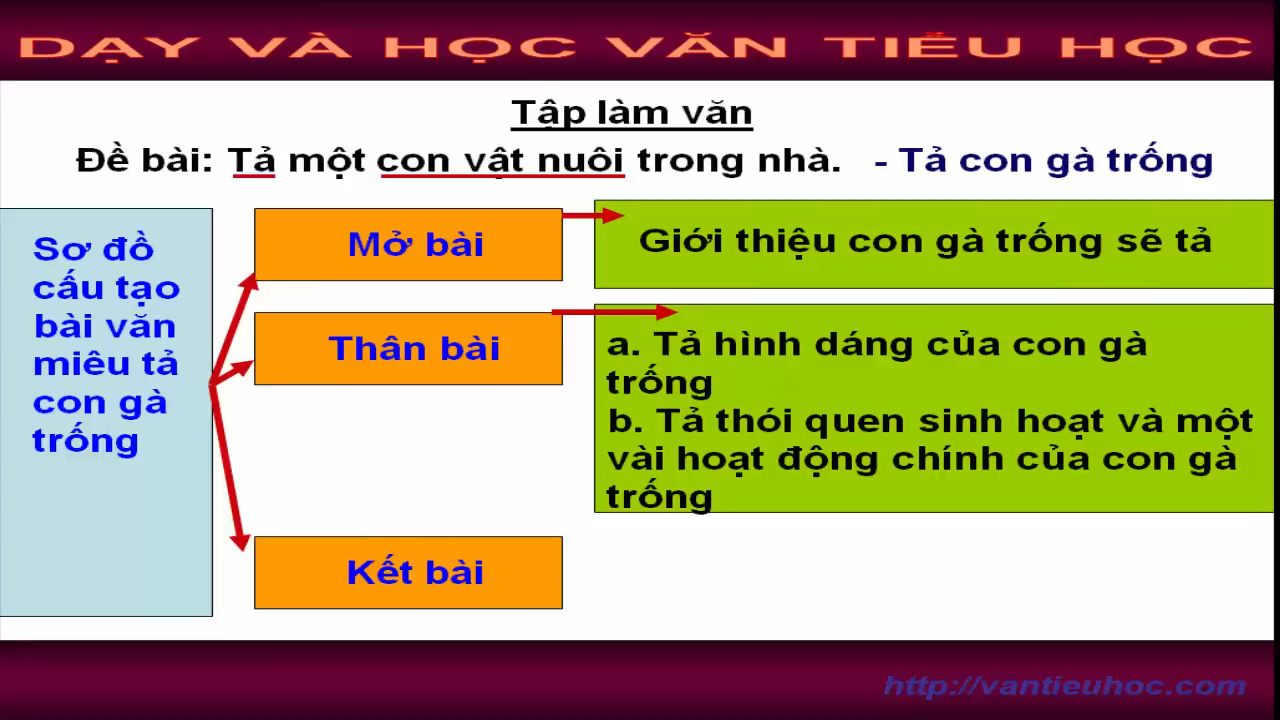 DẠY VÀ HỌC VĂN TIỂU HỌC
Tập làm văn
Đề bài: Tả một con vật nuôi trong nhà. - Tả con gà trống
Sơ đồ
cấu tạo
bài văn
miêu tả
con gà
trống
Mở bài
Giới thiệu con gà trống sẽ tả
Thân bài
a. Tả hình dáng của con gà
trống
b. Tả thói quen sinh hoạt và một
vài hoạt động chính của con gà
trống
Kết bài
http://vantieuhoc.com